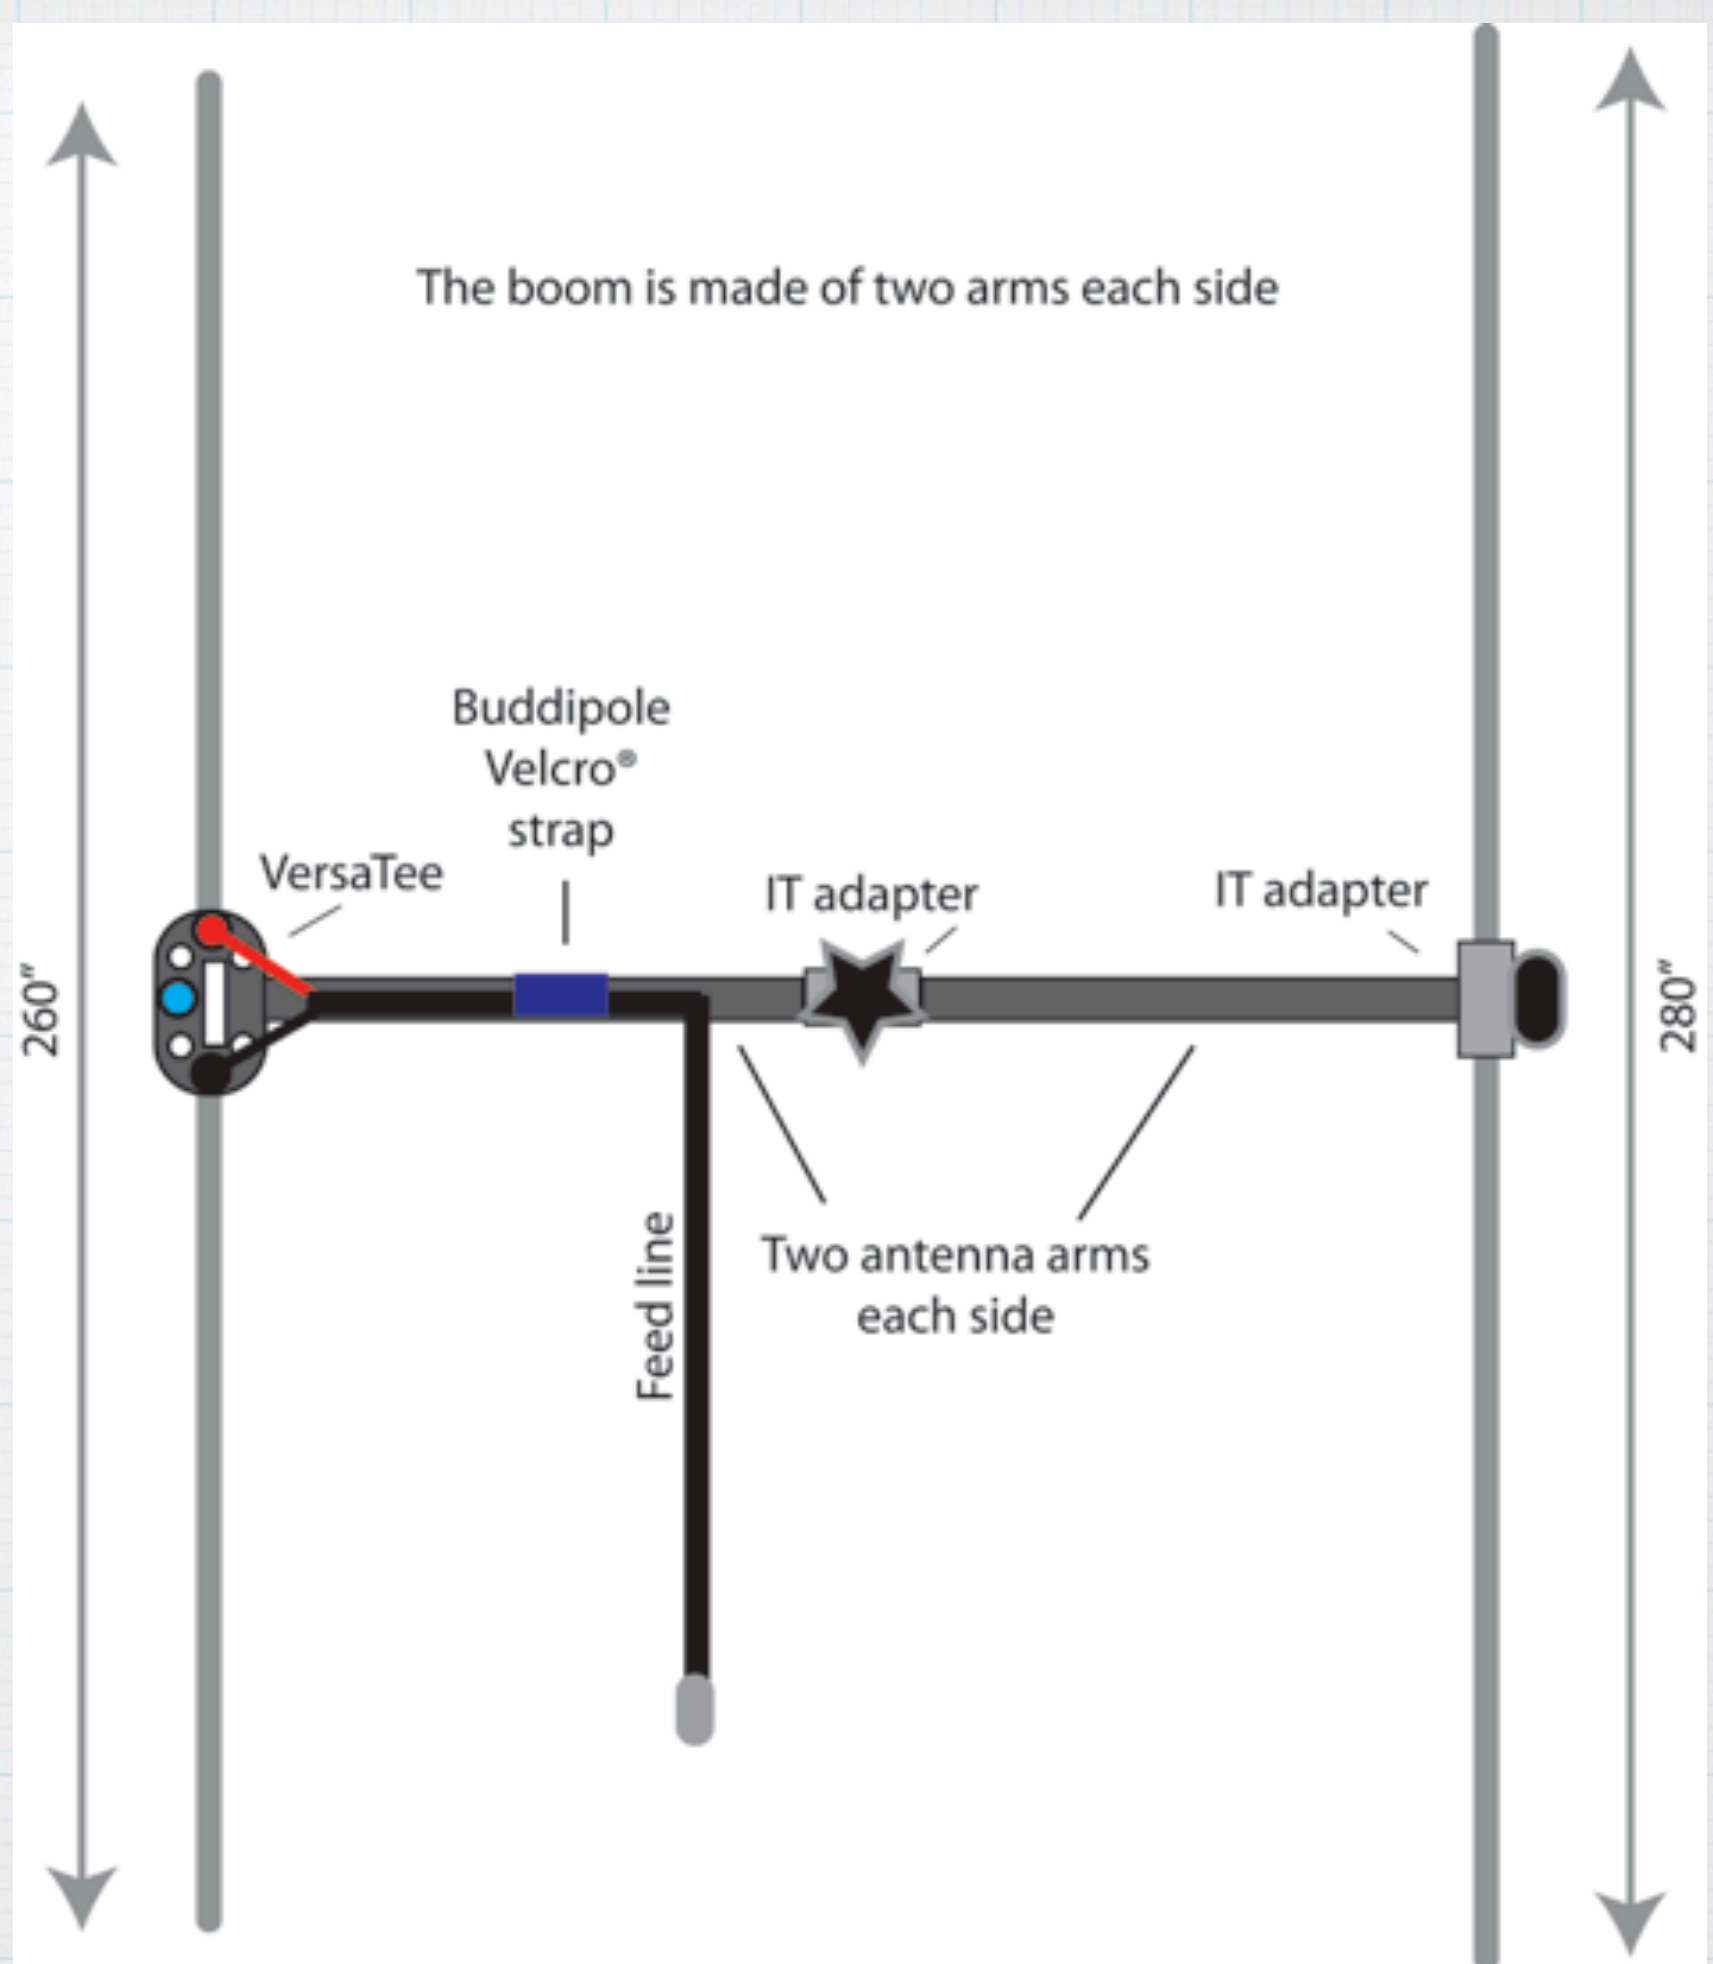 The boom is made of two arms each side
Buddipole
Velcro®
strap
VersaTee
IT adapter
IT adapter
260"
280"
Feed line
Two antenna arms
each side